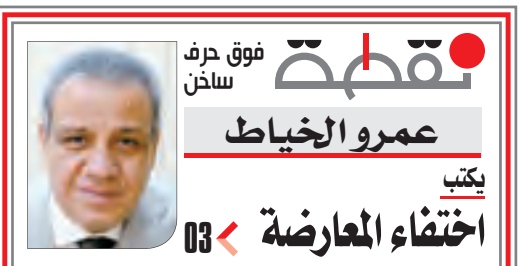 نقطة
فوق حرف
ساخن
عمرو الخياط
يكتب
اختفاء المعارضة 03